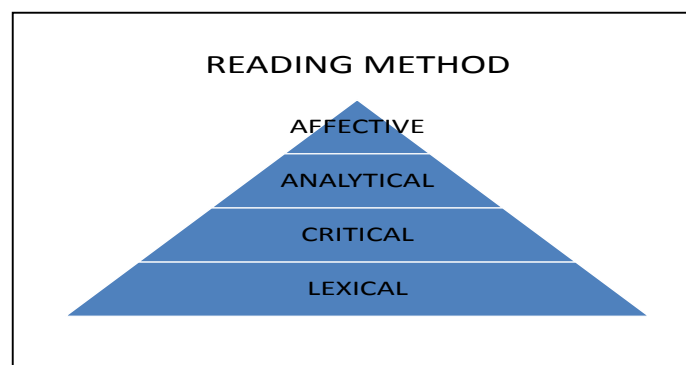 READING METHOD
AFFECTIVE
ANALYTICAL
CRITICAL
LEXICAL